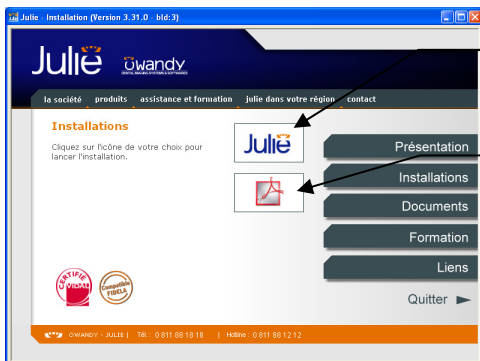 Julie - Installation (Version 3.31.0 - bld:3)
Julie
owandy
DENTAL IMAGING SYSTEMS & SOFTWARES
la société produits assistance et formation julie dans votre région contact
Installations
Cliquez sur l'icône de votre choix pour
lancer l'installation.
Julie
Présentation
Installations
Documents
Formation
Liens
Quitter
CERTIFIÉ
VIDAL
Compatible
FIDELA
OWANDY - JULIE | Tél. : 0 811 88 18 18 | Hotline : 0 811 88 12 12